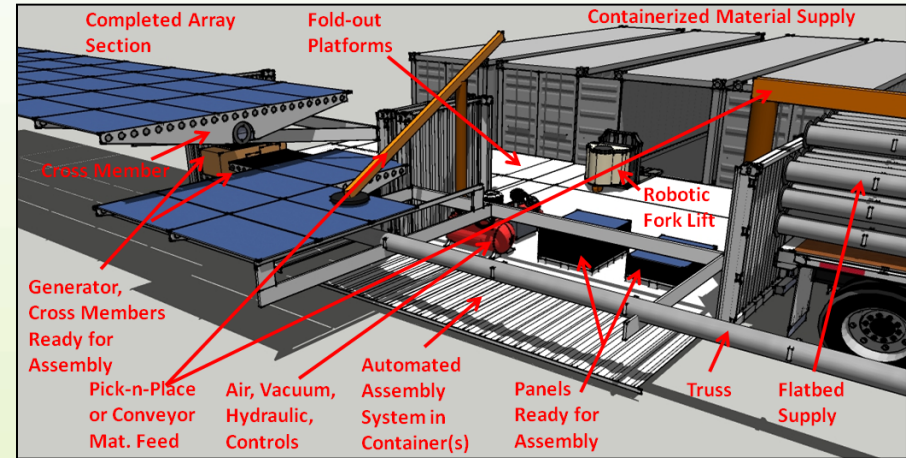 Completed Array
Section
Fold-out
Platforms
Containerized Material Supply
Cross Member
Robotic
Fork Lift
Generator,
Cross Members
Ready for
Assembly
Pick-n-Place
or Conveyor
Mat. Feed
Air, Vacuum,
Hydraulic,
Controls
Automated
Assembly
System in
Container(s)
Panels
Ready for
Assembly
Truss
Flatbed
Supply